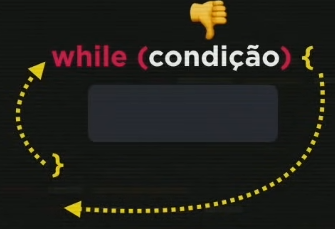 while (condição) {
}